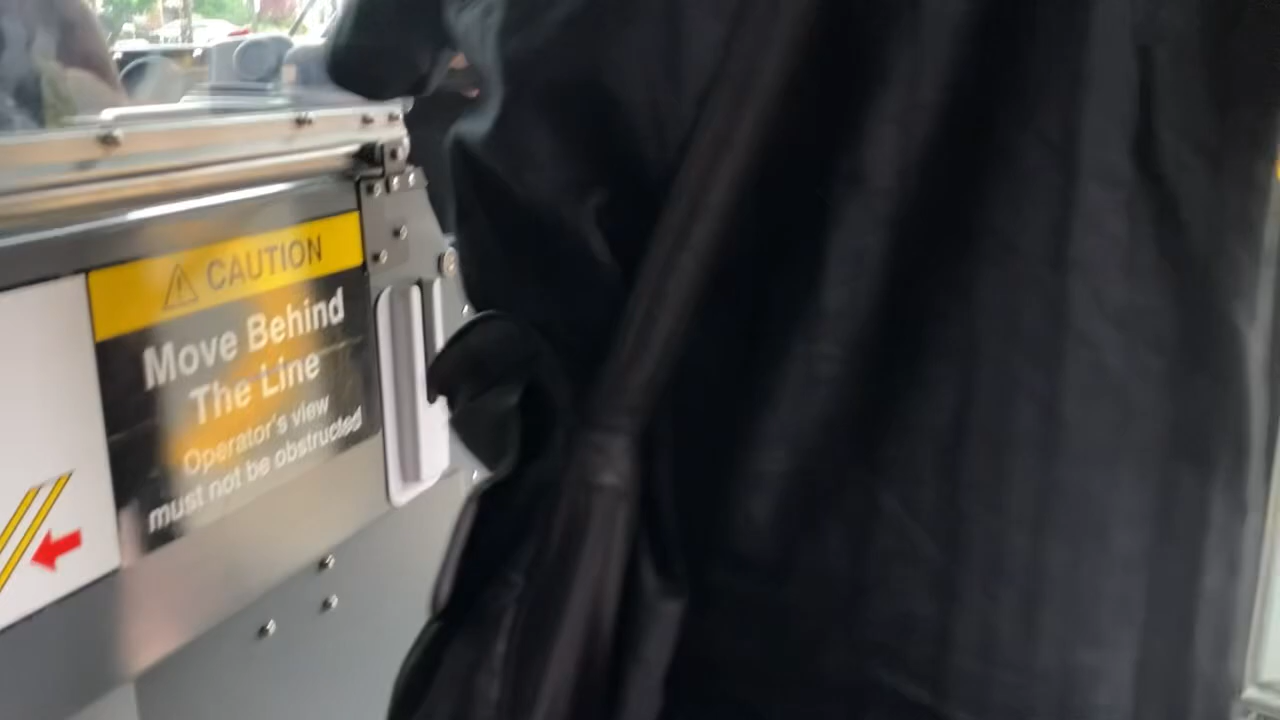 CAUTION
Move Behind
The Line
Operator's view
must not be obstructed